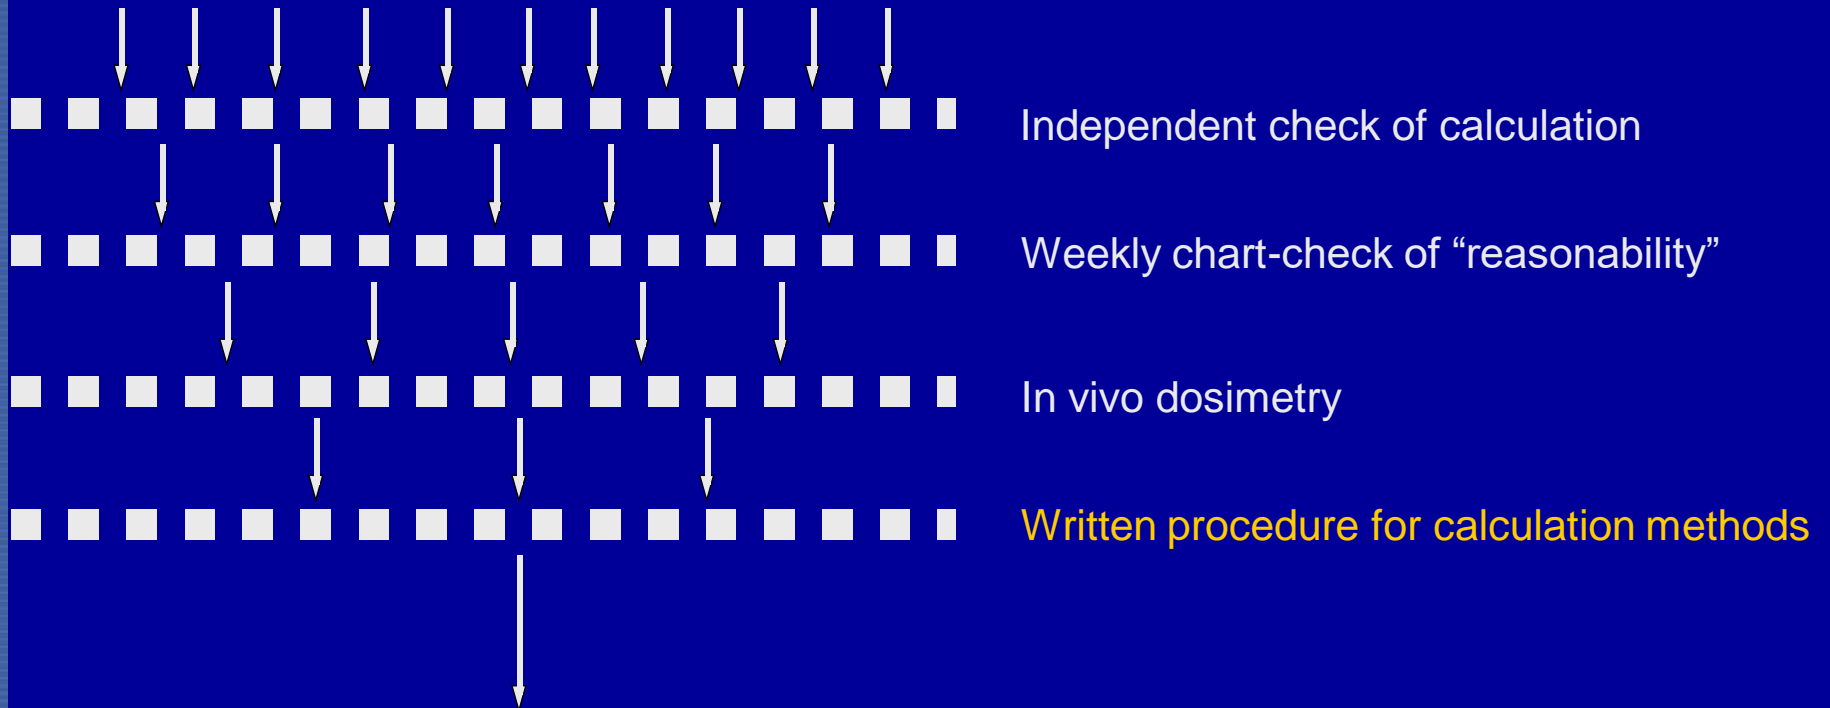 Independent check of calculation
Weekly chart-check of “reasonability”
In vivo dosimetry
Written procedure for calculation methods